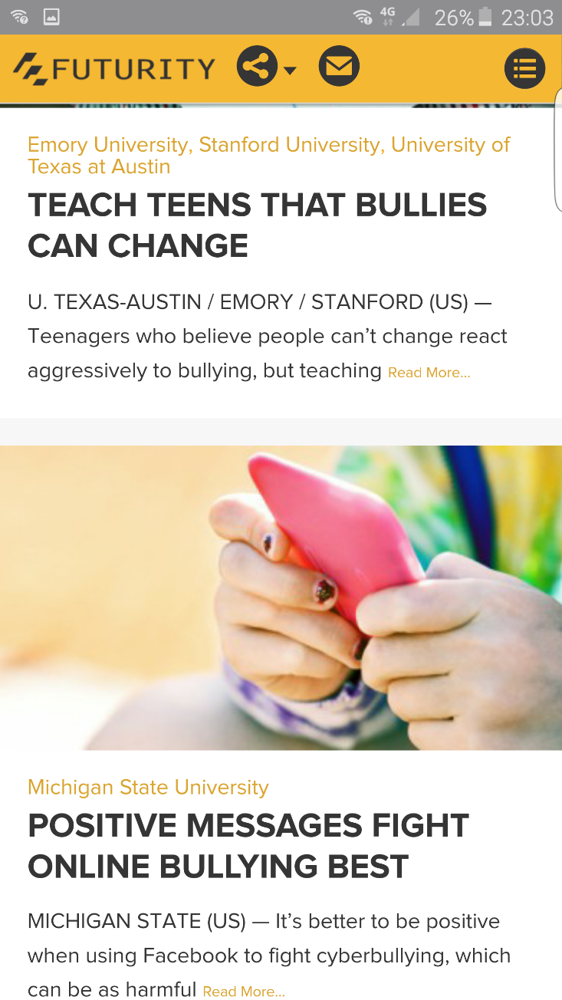 4G 26% 23:03
FUTURITY
Emory University, Stanford University, University of
Texas at Austin
TEACH TEENS THAT BULLIES
CAN CHANGE
U. TEXAS-AUSTIN / EMORY / STANFORD (US) —
Teenagers who believe people can’t change react
aggressively to bullying, but teaching Read More...
Michigan State University
POSITIVE MESSAGES FIGHT
ONLINE BULLYING BEST
MICHIGAN STATE (US) — It’s better to be positive
when using Facebook to fight cyberbullying, which
can be as harmful Read More...